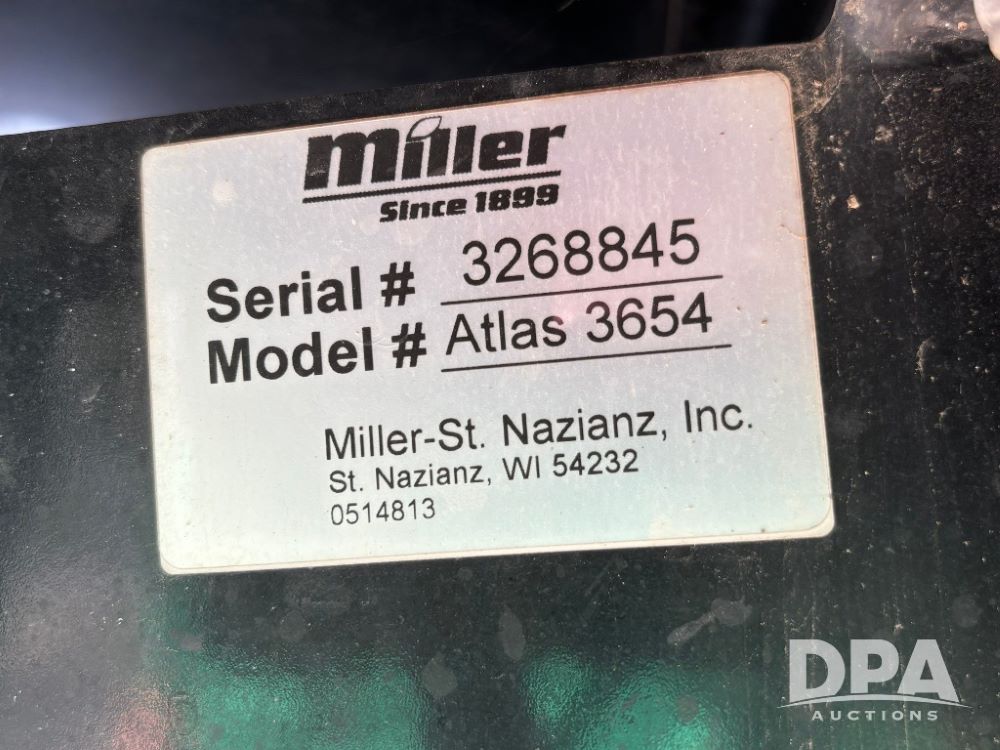 Miller
Since 1899
Serial # 3268845
Model # Atlas 3654
Miller-St. Nazianz, Inc.
St. Nazianz, WI 54232
0514813
DPA
AUCTIONS